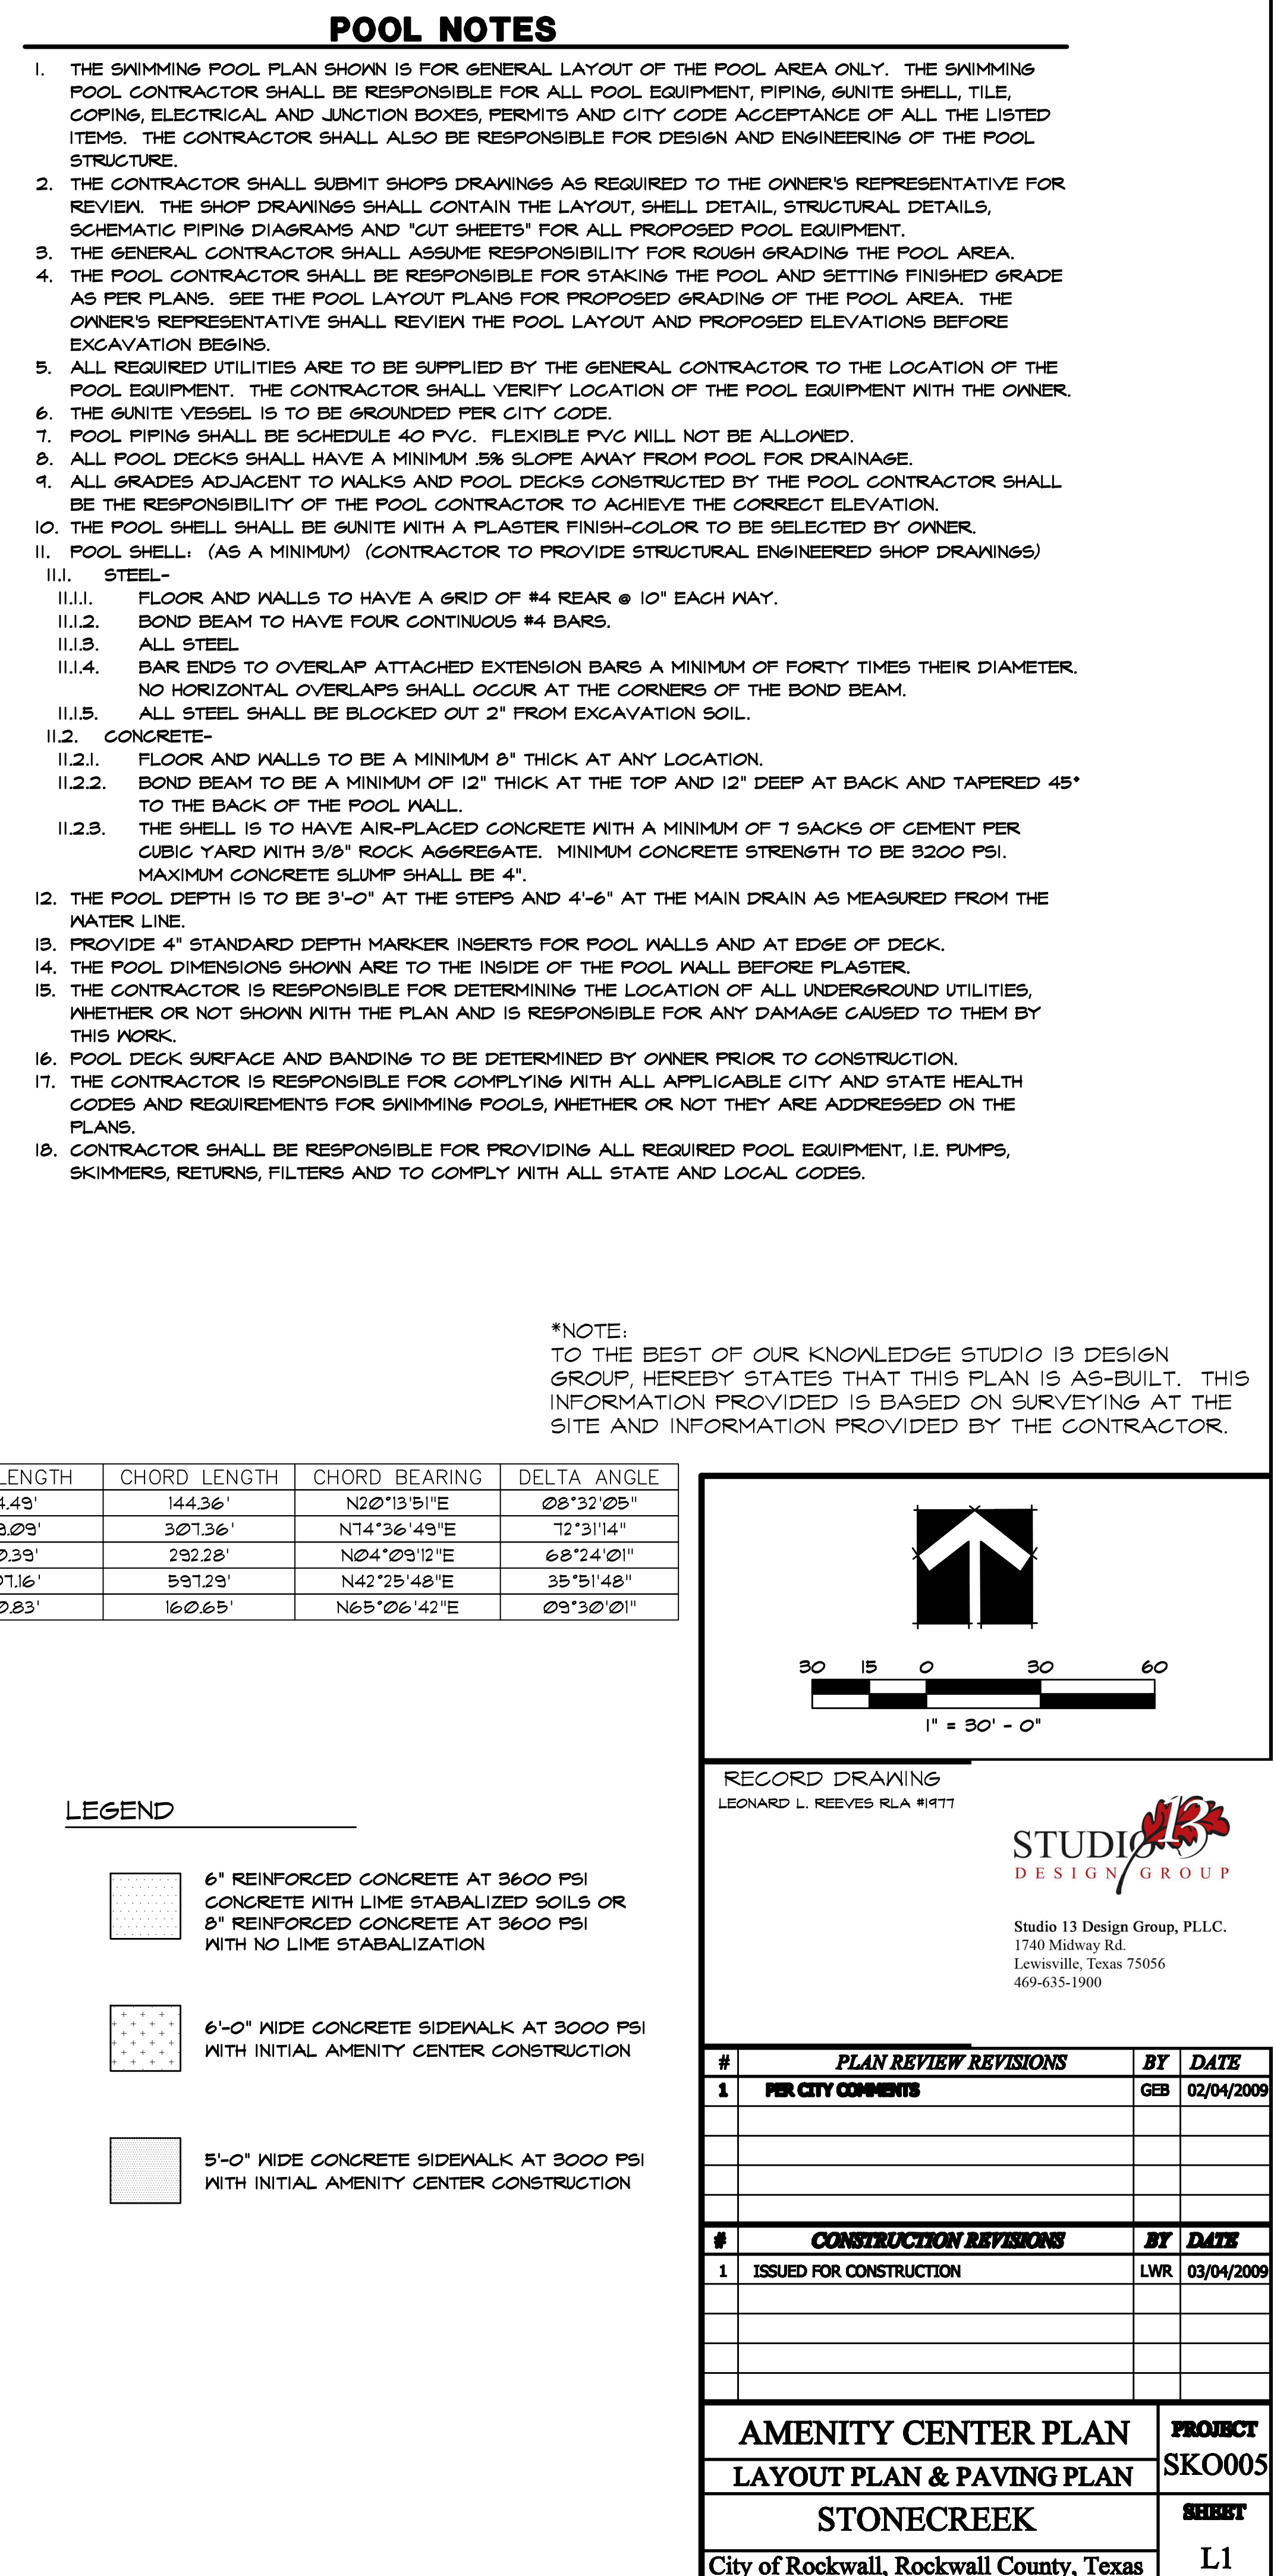 POOL NOTES
1. THE SWIMMING POOL PLAN SHOWN IS FOR GENERAL LAYOUT OF THE POOL AREA ONLY. THE SWIMMING
POOL CONTRACTOR SHALL BE RESPONSIBLE FOR ALL POOL EQUIPMENT, PIPING, GUNITE SHELL, TILE,
COPING, ELECTRICAL AND JUNCTION BOXES, PERMITS AND CITY CODE ACCEPTANCE OF ALL THE LISTED
ITEMS. THE CONTRACTOR SHALL ALSO BE RESPONSIBLE FOR DESIGN AND ENGINEERING OF THE POOL
STRUCTURE.
2. THE CONTRACTOR SHALL SUBMIT SHOPS DRAWINGS AS REQUIRED TO THE OWNER'S REPRESENTATIVE FOR
REVIEW. THE SHOP DRAWINGS SHALL CONTAIN THE LAYOUT, SHELL DETAIL, STRUCTURAL DETAILS,
SCHEMATIC PIPING DIAGRAMS AND "CUT SHEETS" FOR ALL PROPOSED POOL EQUIPMENT.
3. THE GENERAL CONTRACTOR SHALL ASSUME RESPONSIBILITY FOR ROUGH GRADING THE POOL AREA.
4. THE POOL CONTRACTOR SHALL BE RESPONSIBLE FOR STAKING THE POOL AND SETTING FINISHED GRADE
AS PER PLANS. SEE THE POOL LAYOUT PLANS FOR PROPOSED GRADING OF THE POOL AREA. THE
OWNER'S REPRESENTATIVE SHALL REVIEW THE POOL LAYOUT AND PROPOSED ELEVATIONS BEFORE
EXCAVATION BEGINS.
5. ALL REQUIRED UTILITIES ARE TO BE SUPPLIED BY THE GENERAL CONTRACTOR TO THE LOCATION OF THE
POOL EQUIPMENT. THE CONTRACTOR SHALL VERIFY LOCATION OF THE POOL EQUIPMENT WITH THE OWNER.
6. THE GUNITE VESSEL IS TO BE GROUNDED PER CITY CODE.
7. POOL PIPING SHALL BE SCHEDULE 40 PVC. FLEXIBLE PVC WILL NOT BE ALLOWED.
8. ALL POOL DECKS SHALL HAVE A MINIMUM .5% SLOPE AWAY FROM POOL FOR DRAINAGE.
9. ALL GRADES ADJACENT TO WALKS AND POOL DECKS CONSTRUCTED BY THE POOL CONTRACTOR SHALL
BE THE RESPONSIBILITY OF THE POOL CONTRACTOR TO ACHIEVE THE CORRECT ELEVATION.
10. THE POOL SHELL SHALL BE GUNITE WITH A PLASTER FINISH-COLOR TO BE SELECTED BY OWNER.
11. POOL SHELL: (AS A MINIMUM) (CONTRACTOR TO PROVIDE STRUCTURAL ENGINEERED SHOP DRAWINGS)
11.1. STEEL-
11.1.1. FLOOR AND WALLS TO HAVE A GRID OF #4 REAR @ 10" EACH WAY.
11.1.2. BOND BEAM TO HAVE FOUR CONTINUOUS #4 BARS.
11.1.3. ALL STEEL
11.1.4. BAR ENDS TO OVERLAP ATTACHED EXTENSION BARS A MINIMUM OF FORTY TIMES THEIR DIAMETER.
NO HORIZONTAL OVERLAPS SHALL OCCUR AT THE CORNERS OF THE BOND BEAM.
11.1.5. ALL STEEL SHALL BE BLOCKED OUT 2" FROM EXCAVATION SOIL.
11.2. CONCRETE-
11.2.1. FLOOR AND WALLS TO BE A MINIMUM 8" THICK AT ANY LOCATION.
11.2.2. BOND BEAM TO BE A MINIMUM OF 12" THICK AT THE TOP AND 12" DEEP AT BACK AND TAPERED 45°
TO THE BACK OF THE POOL WALL.
11.2.3. THE SHELL IS TO HAVE AIR-PLACED CONCRETE WITH A MINIMUM OF 7 SACKS OF CEMENT PER
CUBIC YARD WITH 3/8" ROCK AGGREGATE. MINIMUM CONCRETE STRENGTH TO BE 3200 PSI.
MAXIMUM CONCRETE SLUMP SHALL BE 4".
12. THE POOL DEPTH IS TO BE 3'-0" AT THE STEPS AND 4'-6" AT THE MAIN DRAIN AS MEASURED FROM THE
WATER LINE.
13. PROVIDE 4" STANDARD DEPTH MARKER INSERTS FOR POOL WALLS AND AT EDGE OF DECK.
14. THE POOL DIMENSIONS SHOWN ARE TO THE INSIDE OF THE POOL WALL BEFORE PLASTER.
15. THE CONTRACTOR IS RESPONSIBLE FOR DETERMINING THE LOCATION OF ALL UNDERGROUND UTILITIES,
WHETHER OR NOT SHOWN WITH THE PLAN AND IS RESPONSIBLE FOR ANY DAMAGE CAUSED TO THEM BY
THIS WORK.
16. POOL DECK SURFACE AND BANDING TO BE DETERMINED BY OWNER PRIOR TO CONSTRUCTION.
17. THE CONTRACTOR IS RESPONSIBLE FOR COMPLYING WITH ALL APPLICABLE CITY AND STATE HEALTH
CODES AND REQUIREMENTS FOR SWIMMING POOLS, WHETHER OR NOT THEY ARE ADDRESSED ON THE
PLANS.
18. CONTRACTOR SHALL BE RESPONSIBLE FOR PROVIDING ALL REQUIRED POOL EQUIPMENT, I.E. PUMPS,
SKIMMERS, RETURNS, FILTERS AND TO COMPLY WITH ALL STATE AND LOCAL CODES.
*NOTE:
TO THE BEST OF OUR KNOWLEDGE STUDIO 13 DESIGN
GROUP, HEREBY STATES THAT THIS PLAN IS AS-BUILT. THIS
INFORMATION PROVIDED IS BASED ON SURVEYING AT THE
SITE AND INFORMATION PROVIDED BY THE CONTRACTOR.
LENGTH CHORD LENGTH CHORD BEARING DELTA ANGLE
4.49' 144.36' N20°13'51"E 08°32'05"
9.09' 307.36' N74°36'49"E 72°31'14"
0.39' 292.28' N04°09'12"E 68°24'01"
7.16' 597.29' N42°25'48"E 35°51'48"
0.83' 160.65' N65°06'42"E 09°30'01"
30 15 0 30 60
1" = 30' - 0"
RECORD DRAWING
LEONARD L. REEVES RLA #1977
STUDIO 13
DESIGN GROUP
Studio 13 Design Group, PLLC.
1740 Midway Rd.
Lewisville, Texas 75056
469-635-1900
LEGEND
6" REINFORCED CONCRETE AT 3600 PSI
CONCRETE WITH LIME STABALIZED SOILS OR
8" REINFORCED CONCRETE AT 3600 PSI
WITH NO LIME STABALIZATION
6'-0" WIDE CONCRETE SIDEWALK AT 3000 PSI
WITH INITIAL AMENITY CENTER CONSTRUCTION
5'-0" WIDE CONCRETE SIDEWALK AT 3000 PSI
WITH INITIAL AMENITY CENTER CONSTRUCTION
# PLAN REVIEW REVISIONS BY DATE
1 PER CITY COMMENTS GEB 02/04/2009
# CONSTRUCTION REVISIONS BY DATE
1 ISSUED FOR CONSTRUCTION LWR 03/04/2009
AMENITY CENTER PLAN
LAYOUT PLAN & PAVING PLAN
PROJECT
SKO005
STONECREEK
City of Rockwall, Rockwall County, Texas
SHEET
L1